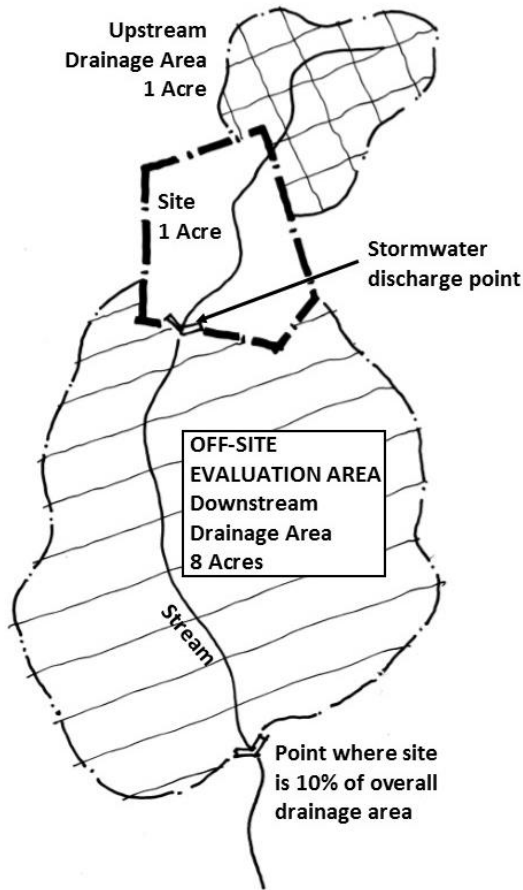 Upstream
Drainage Area
1 Acre
Site
1 Acre
Stormwater
discharge point
OFF-SITE
EVALUATION AREA
Downstream
Drainage Area
8 Acres
Stream
Point where site
is 10% of overall
drainage area